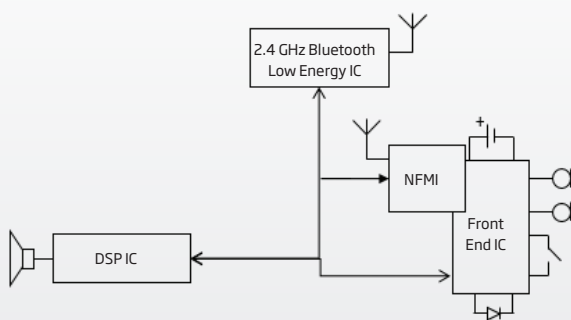 2.4 GHz Bluetooth
Low Energy IC
+
NFMI
Front
End IC
DSP IC